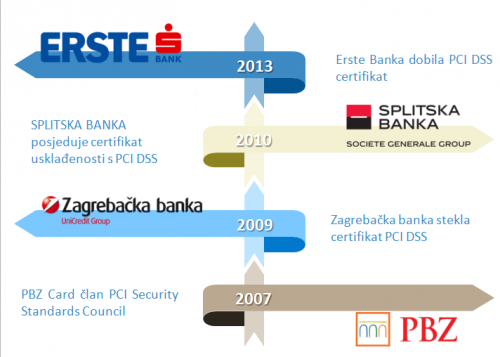 ERSTE S
BANK
2013
Erste Banka dobila PCI DSS
certifikat
SPLITSKA BANKA
posjeduje certifikat
usklađenosti s PCI DSS
2010
SPLITSKA
BANKA
SOCIETE GENERALE GROUP
Zagrebačka banka
UniCredit Group
2009
Zagrebačka banka stekla
certifikat PCI DSS
PBZ Card član PCI Security
Standards Council
2007
PBZ